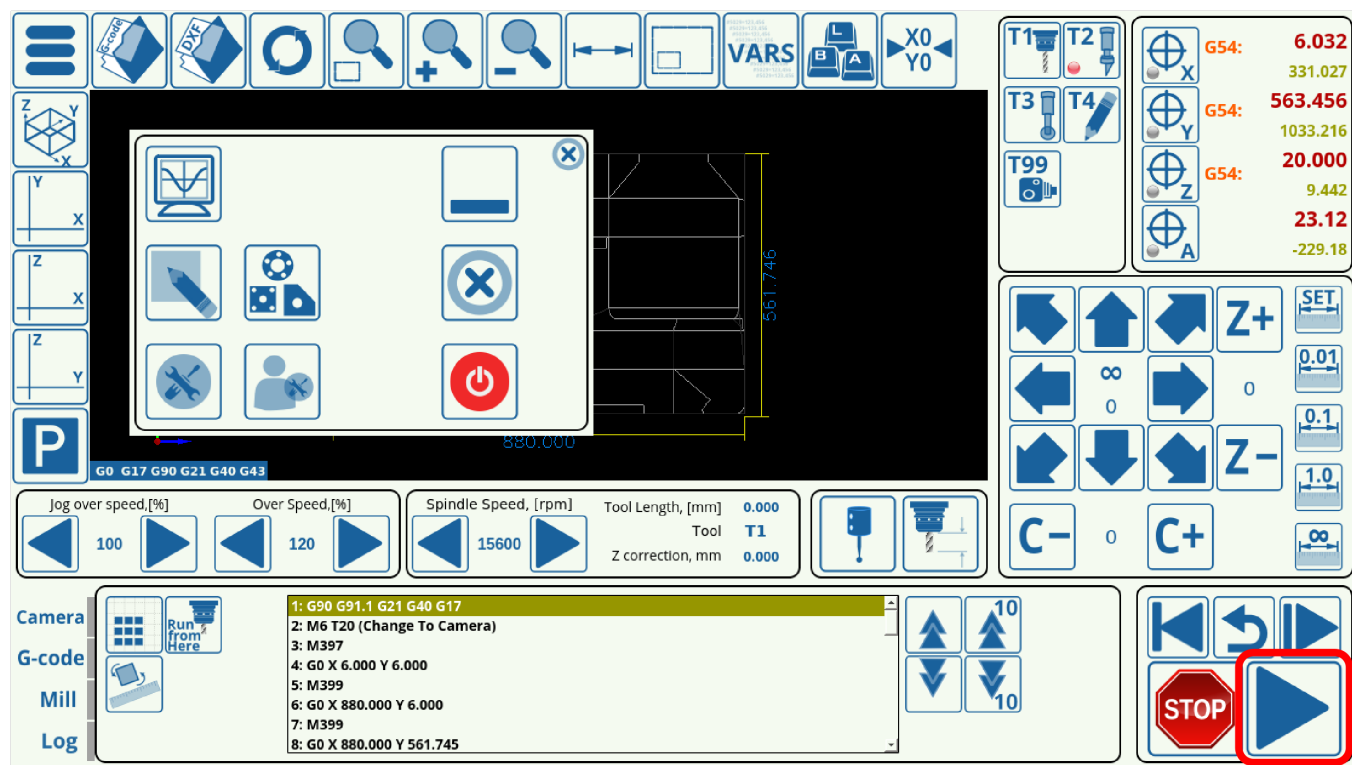 G-code
DXF
VARS
L
B
A
X0
Y0
T1
T2
T3
T4
T99
X
G54:
6.032
331.027
Y
G54:
563.456
1033.216
Z
G54:
20.000
9.442
A
23.12
-229.18
Z
Y
X
Y
X
Z
X
Z
Y
P
561.746
880.000
G0 G17 G90 G21 G40 G43
Z+
SET
0.01
∞
0
0
0.1
Z-
1.0
C-
0
C+
∞
Jog over speed,[%]
100
Over Speed,[%]
120
Spindle Speed, [rpm]
15600
Tool Length, [mm] 0.000
Tool T1
Z correction, mm 0.000
Camera
G-code
Mill
Log
Run
from
Here
1: G90 G91.1 G21 G40 G17
2: M6 T20 (Change To Camera)
3: M397
4: G0 X 6.000 Y 6.000
5: M399
6: G0 X 880.000 Y 6.000
7: M399
8: G0 X 880.000 Y 561.745
10
10
STOP